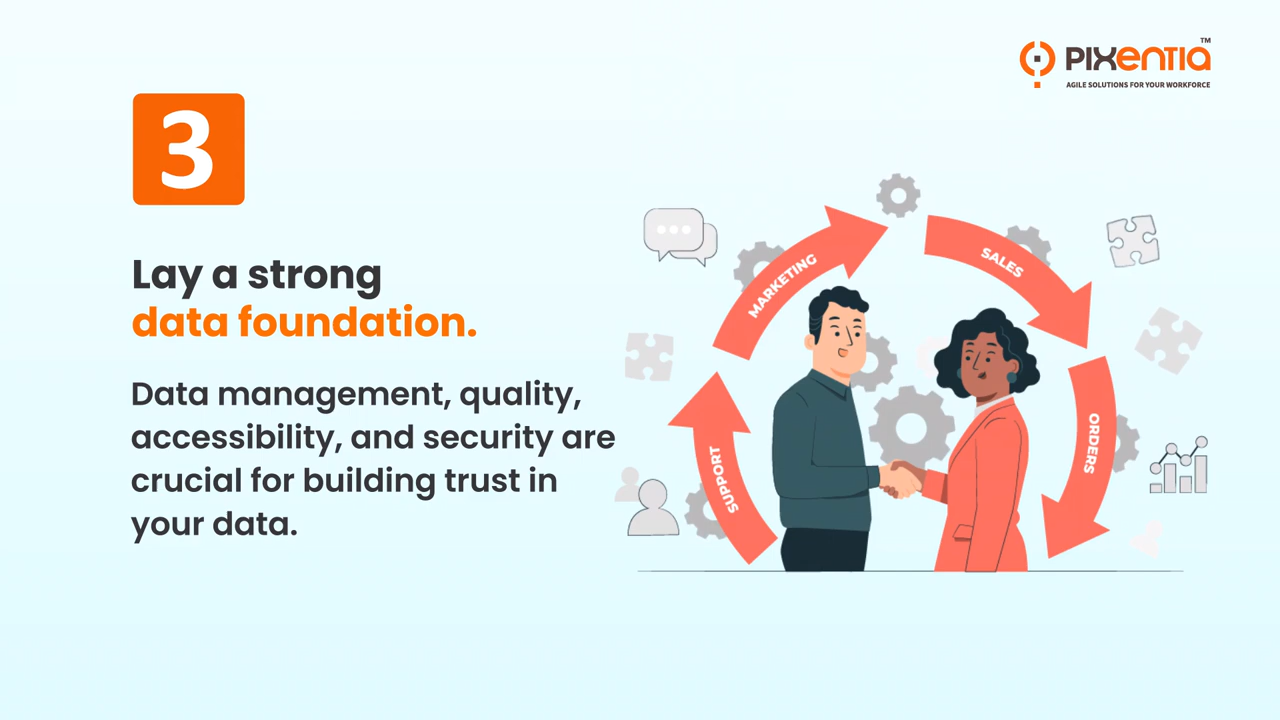 PIXENTIA™
AGILE SOLUTIONS FOR YOUR WORKFORCE
3
Lay a strong
data foundation.
Data management, quality,
accessibility, and security are
crucial for building trust in
your data.
MARKETING
SALES
ORDERS
SUPPORT